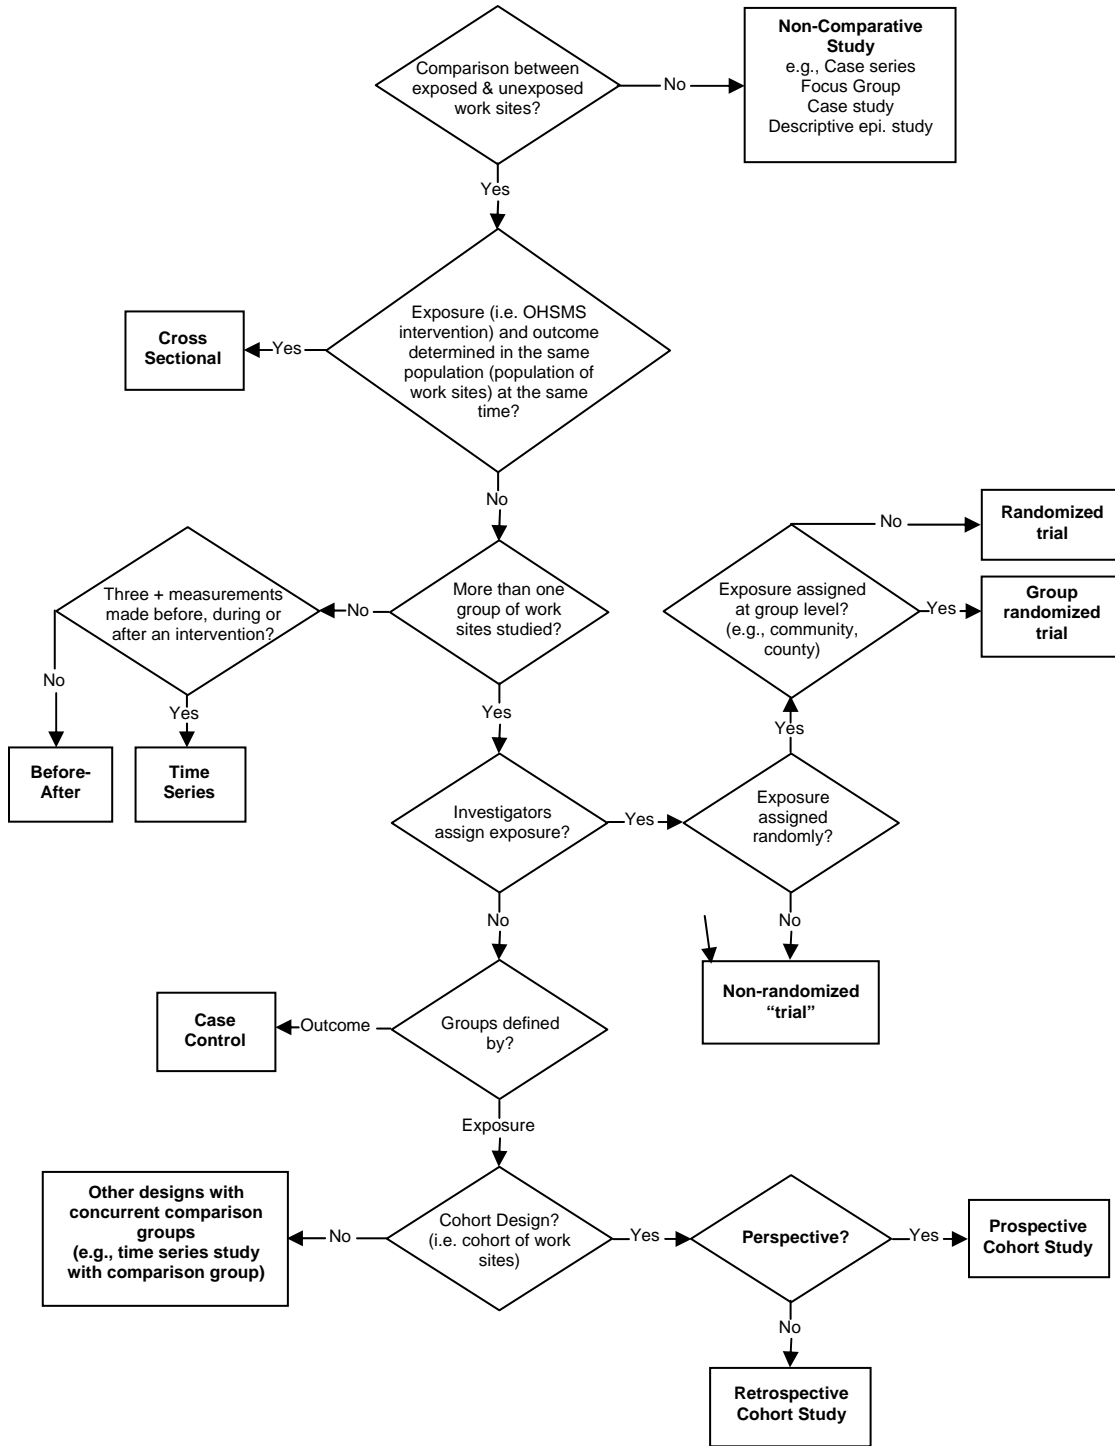 Comparison between
exposed & unexposed
work sites?
No
Non-Comparative
Study
e.g., Case series
Focus Group
Case study
Descriptive epi. study
Yes
Exposure (i.e. OHSMS
intervention) and outcome
determined in the same
population (population of
work sites) at the same
time?
Yes
Cross
Sectional
No
More than one
group of work
sites studied?
No
Three + measurements
made before, during or
after an intervention?
No
Before-
After
Yes
Time
Series
Yes
Investigators
assign exposure?
Yes
Exposure
assigned
randomly?
Yes
Exposure assigned
at group level?
(e.g., community,
county)
No
Randomized
trial
Yes
Group
randomized
trial
No
Non-randomized
“trial”
No
Groups defined
by?
Outcome
Case
Control
Exposure
Cohort Design?
(i.e. cohort of work
sites)
No
Other designs with
concurrent comparison
groups
(e.g., time series study
with comparison group)
Yes
Perspective?
Yes
Prospective
Cohort Study
No
Retrospective
Cohort Study